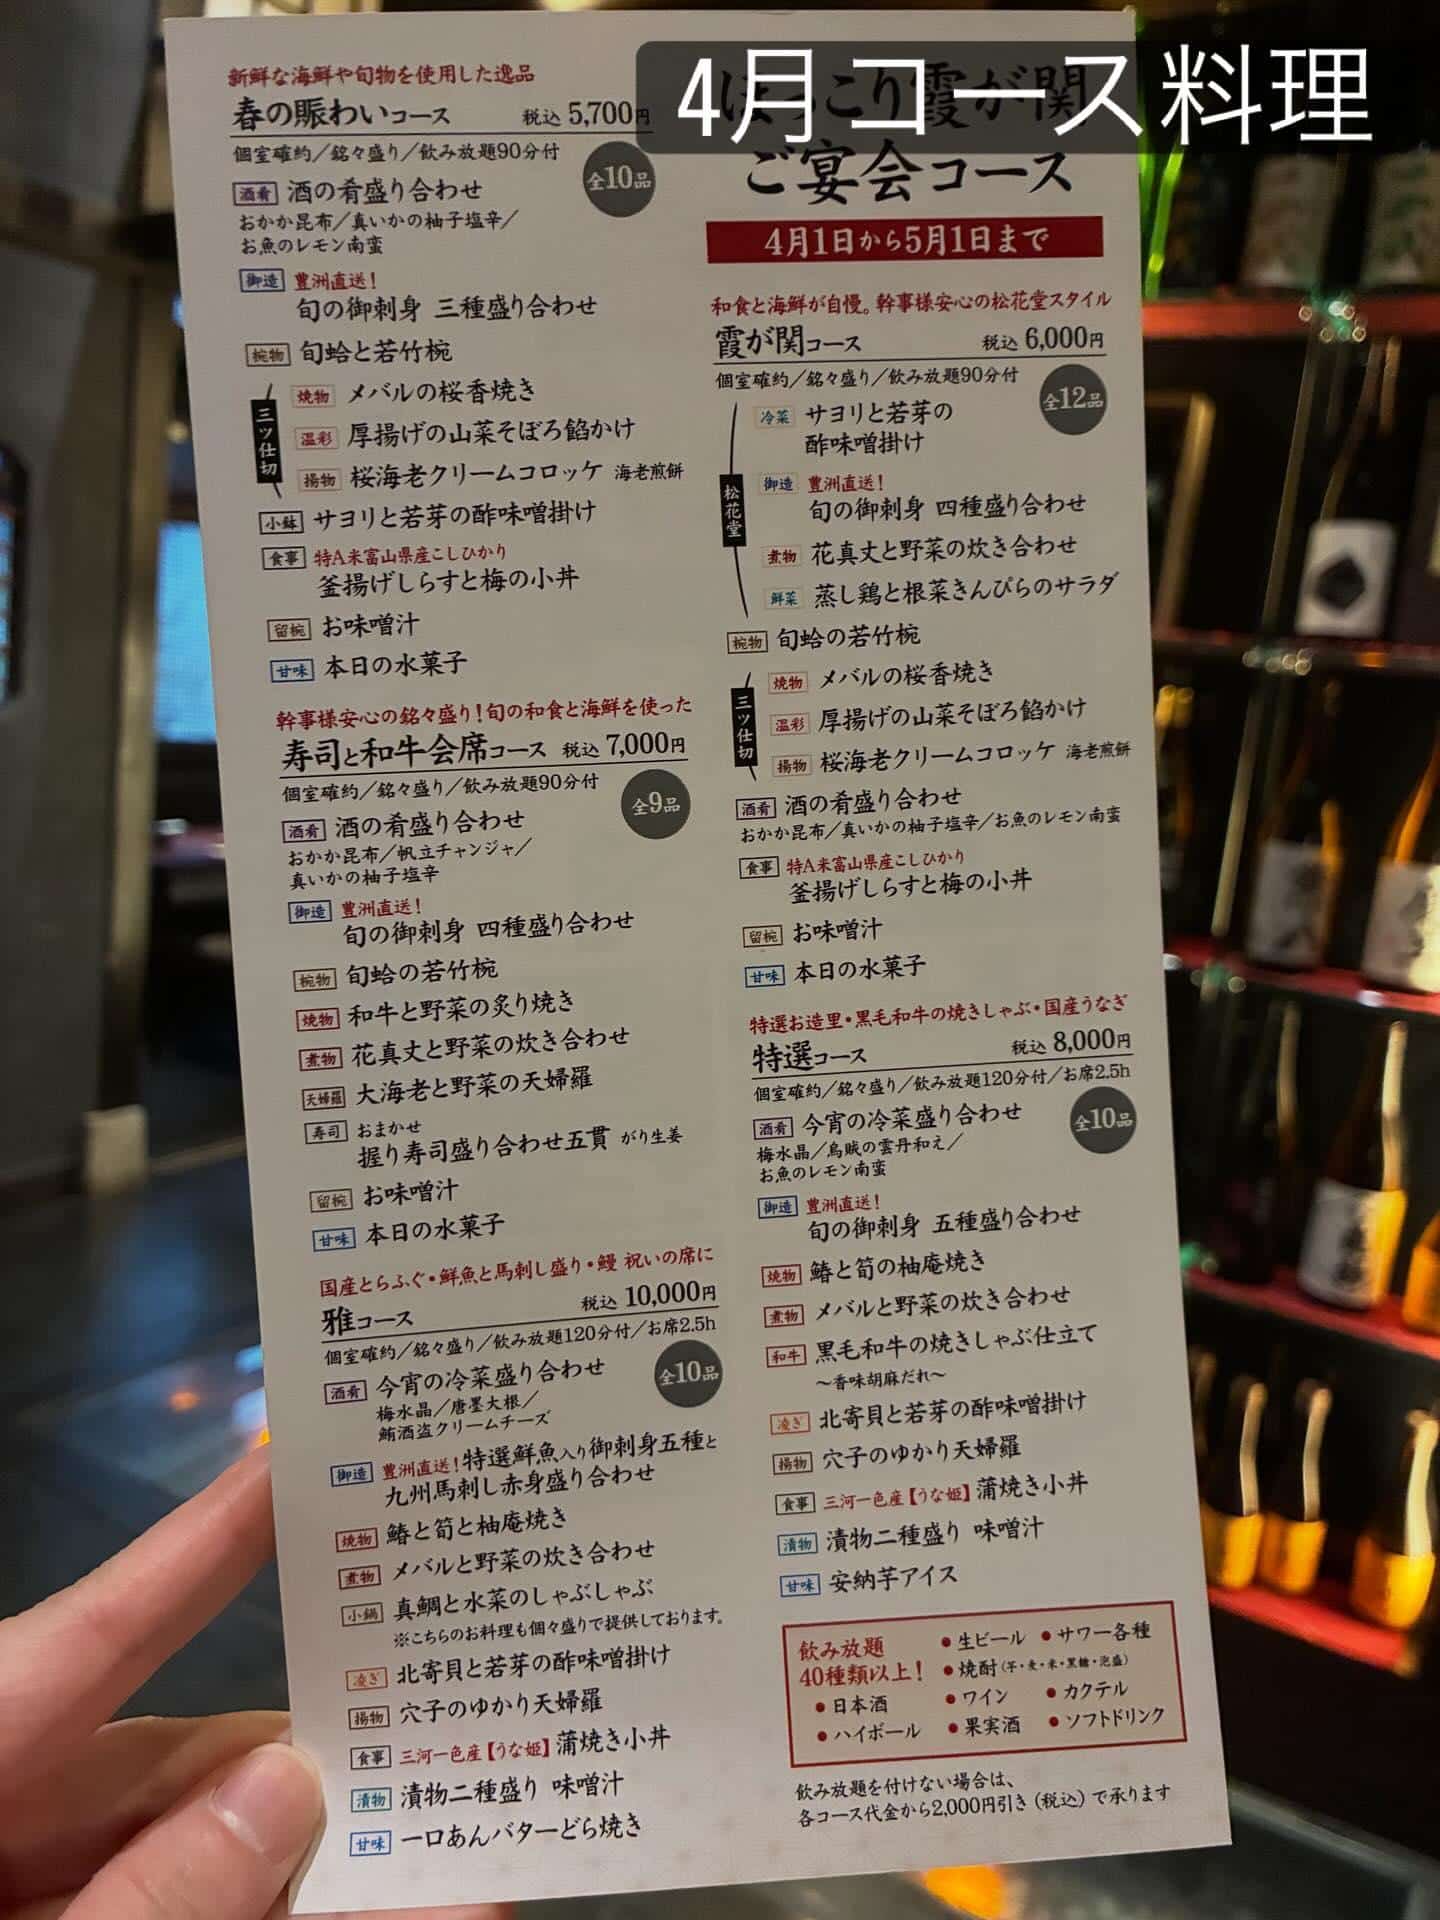 4月コース料理
ほっこり霞が関
ご宴会コース
4月1日から5月1日まで
新鮮な海鮮や旬物を使用した逸品
春の賑わいコース 税込 5,700円
個室確約/銘々盛り/飲み放題90分付
全10品
酒肴 酒の肴盛り合わせ
おかか昆布/真いかの柚子塩辛/
お魚のレモン南蛮
御造 豊洲直送!
旬の御刺身 三種盛り合わせ
椀物 旬蛤と若竹椀
三ツ仕切
焼物 メバルの桜香焼き
温彩 厚揚げの山菜そぼろ餡かけ
揚物 桜海老クリームコロッケ 海老煎餅
小鉢 サヨリと若芽の酢味噌掛け
食事 特A米富山県産こしひかり
釜揚げしらすと梅の小丼
留椀 お味噌汁
甘味 本日の水菓子
幹事様安心の銘々盛り!旬の和食と海鮮を使った
寿司と和牛会席コース 税込 7,000円
個室確約/銘々盛り/飲み放題90分付
全9品
酒肴 酒の肴盛り合わせ
おかか昆布/帆立チャンジャ/
真いかの柚子塩辛
御造 豊洲直送!
旬の御刺身 四種盛り合わせ
椀物 旬蛤の若竹椀
焼物 和牛と野菜の炙り焼き
煮物 花真丈と野菜の炊き合わせ
天婦羅 大海老と野菜の天婦羅
寿司 おまかせ
握り寿司盛り合わせ五貫 がり生姜
留椀 お味噌汁
甘味 本日の水菓子
国産とらふぐ・鮮魚と馬刺し盛り・鰻 祝いの席に
雅コース 税込 10,000円
個室確約/銘々盛り/飲み放題120分付/お席2.5h
全10品
酒肴 今宵の冷菜盛り合わせ
梅水晶/唐墨大根/
鮪酒盗クリームチーズ
御造 豊洲直送!特選鮮魚入り御刺身五種と
九州馬刺し赤身盛り合わせ
焼物 鰆と筍と柚庵焼き
煮物 メバルと野菜の炊き合わせ
小鍋 真鯛と水菜のしゃぶしゃぶ
※こちらのお料理も個々盛りで提供しております。
凌ぎ 北寄貝と若芽の酢味噌掛け
揚物 穴子のゆかり天婦羅
食事 三河一色産【うな姫】蒲焼き小丼
漬物 漬物二種盛り 味噌汁
甘味 一口あんバターどら焼き
和食と海鮮が自慢。幹事様安心の松花堂スタイル
霞が関コース 税込 6,000円
個室確約/銘々盛り/飲み放題90分付
全12品
松花堂
冷菜 サヨリと若芽の
酢味噌掛け
御造 豊洲直送!
旬の御刺身 四種盛り合わせ
煮物 花真丈と野菜の炊き合わせ
鮮菜 蒸し鶏と根菜きんぴらのサラダ
椀物 旬蛤の若竹椀
三ツ仕切
焼物 メバルの桜香焼き
温彩 厚揚げの山菜そぼろ餡かけ
揚物 桜海老クリームコロッケ 海老煎餅
酒肴 酒の肴盛り合わせ
おかか昆布/真いかの柚子塩辛/お魚のレモン南蛮
食事 特A米富山県産こしひかり
釜揚げしらすと梅の小丼
留椀 お味噌汁
甘味 本日の水菓子
特選お造里・黒毛和牛の焼きしゃぶ・国産うなぎ
特選コース 税込 8,000円
個室確約/銘々盛り/飲み放題120分付/お席2.5h
全10品
酒肴 今宵の冷菜盛り合わせ
梅水晶/烏賊の雲丹和え/
お魚のレモン南蛮
御造 豊洲直送!
旬の御刺身 五種盛り合わせ
焼物 鰆と筍の柚庵焼き
煮物 メバルと野菜の炊き合わせ
和牛 黒毛和牛の焼きしゃぶ仕立て
〜香味胡麻だれ〜
凌ぎ 北寄貝と若芽の酢味噌掛け
揚物 穴子のゆかり天婦羅
食事 三河一色産【うな姫】蒲焼き小丼
漬物 漬物二種盛り 味噌汁
甘味 安納芋アイス
飲み放題
40種類以上!
●生ビール ●サワー各種
●焼酎(芋・麦・米・黒糖・泡盛)
●日本酒 ●ワイン ●カクテル
●ハイボール ●果実酒 ●ソフトドリンク
飲み放題を付けない場合は、
各コース代金から2,000円引き(税込)で承ります